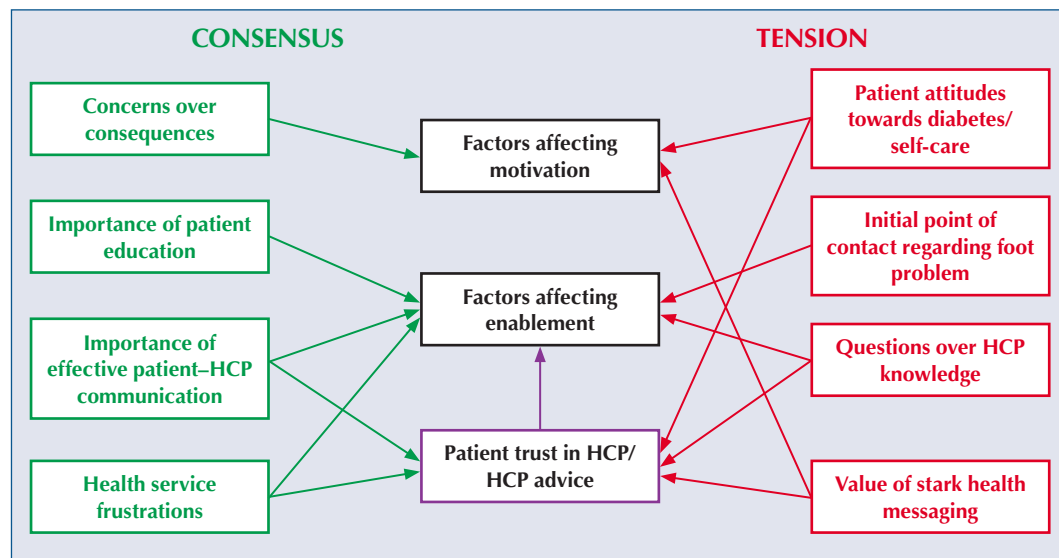 CONSENSUS
TENSION
Concerns over
consequences
Importance of patient
education
Importance of
effective patient–HCP
communication
Health service
frustrations
Factors affecting
motivation
Factors affecting
enablement
Patient trust in HCP/
HCP advice
Patient attitudes
towards diabetes/
self-care
Initial point of
contact regarding foot
problem
Questions over HCP
knowledge
Value of stark health
messaging